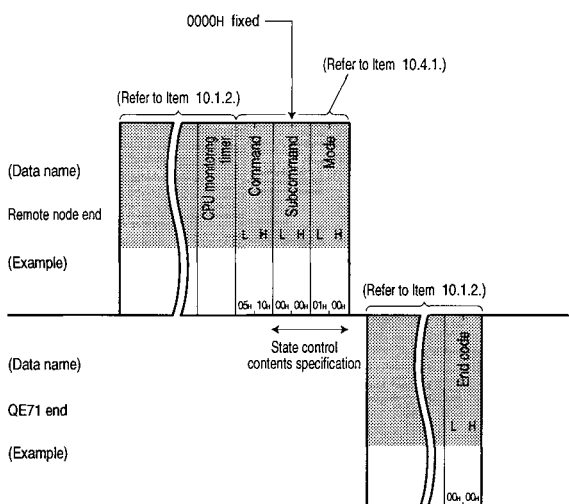 0000H fixed
(Refer to Item 10.4.1.)
(Refer to Item 10.1.2.)
(Data name)
CPU monitoring timer
Command
Subcommand
Mode
Remote node end
L H L H L H
(Example)
05H 10H 00H 00H 01H 00H
(Refer to Item 10.1.2.)
State control
contents specification
(Data name)
End code
QE71 end
L H
(Example)
00H 00H